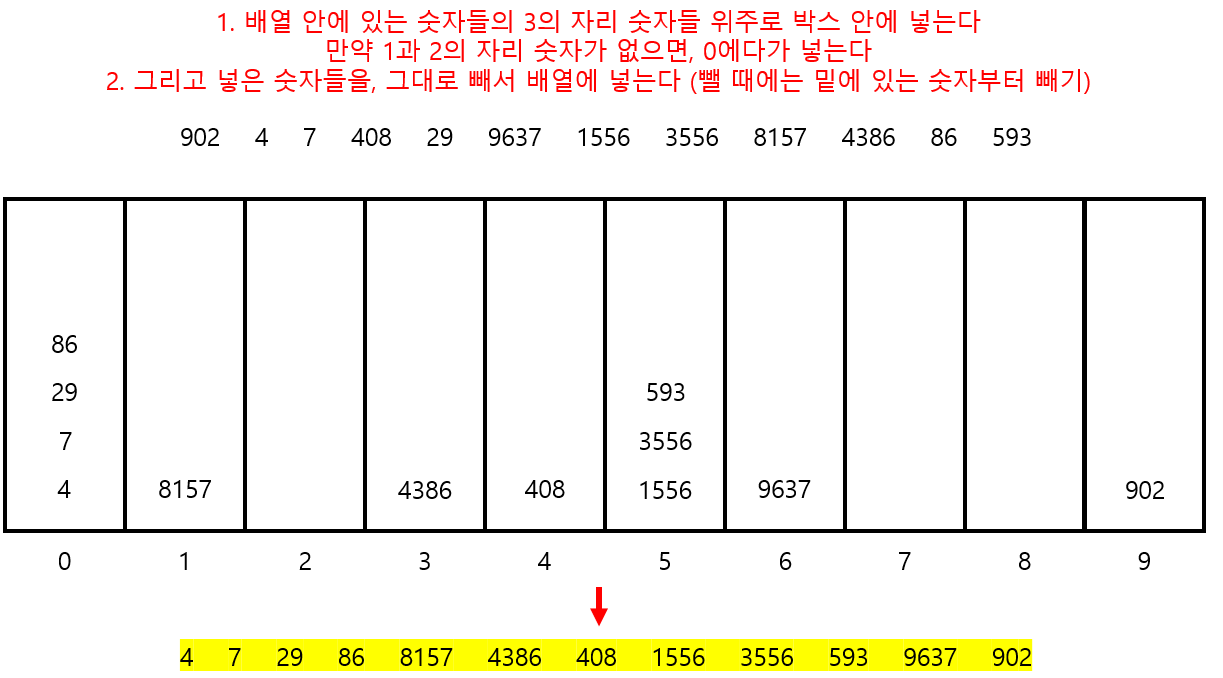 1. 배열 안에 있는 숫자들의 3의 자리 숫자들 위주로 박스 안에 넣는다
만약 1과 2의 자리 숫자가 없으면, 0에다가 넣는다
2. 그리고 넣은 숫자들을, 그대로 빼서 배열에 넣는다 (뺄 때에는 밑에 있는 숫자부터 빼기)
902 4 7 408 29 9637 1556 3556 8157 4386 86 593
86
29 593
7 3556
4 8157 4386 408 1556 9637 902
0 1 2 3 4 5 6 7 8 9
4 7 29 86 8157 4386 408 1556 3556 593 9637 902